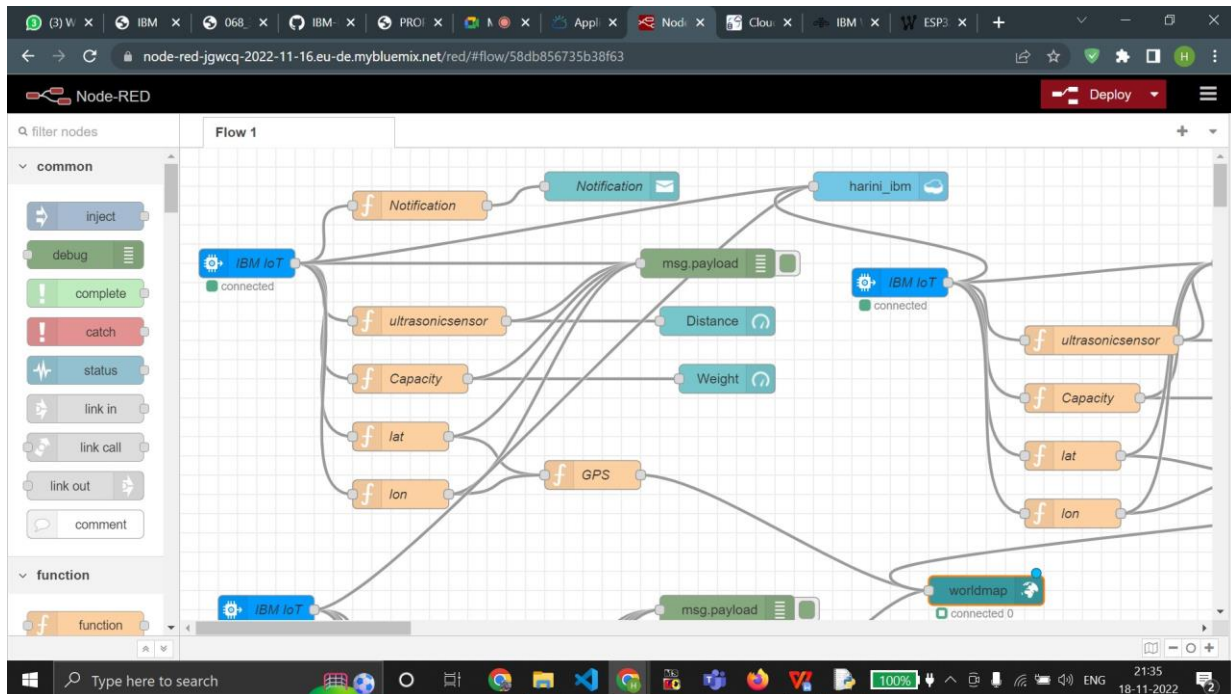 (3) W
IBM
068_
IBM-
PROI
N
Appli
Node
Clou
IBM
ESP3
node-red-jgwcq-2022-11-16.eu-de.mybluemix.net/red/#flow/58db856735b38f63
H
Node-RED
Deploy
filter nodes
Flow 1
common
inject
debug
complete
catch
status
link in
link call
link out
comment
function
function
Notification
Notification
harini_ibm
IBM IoT
connected
msg.payload
IBM IoT
connected
ultrasonicsensor
Distance
ultrasonicsensor
Capacity
Weight
Capacity
lat
lat
GPS
lon
lon
worldmap
connected 0
IBM IoT
msg.payload
Type here to search
100%
ENG
21:35
18-11-2022
2